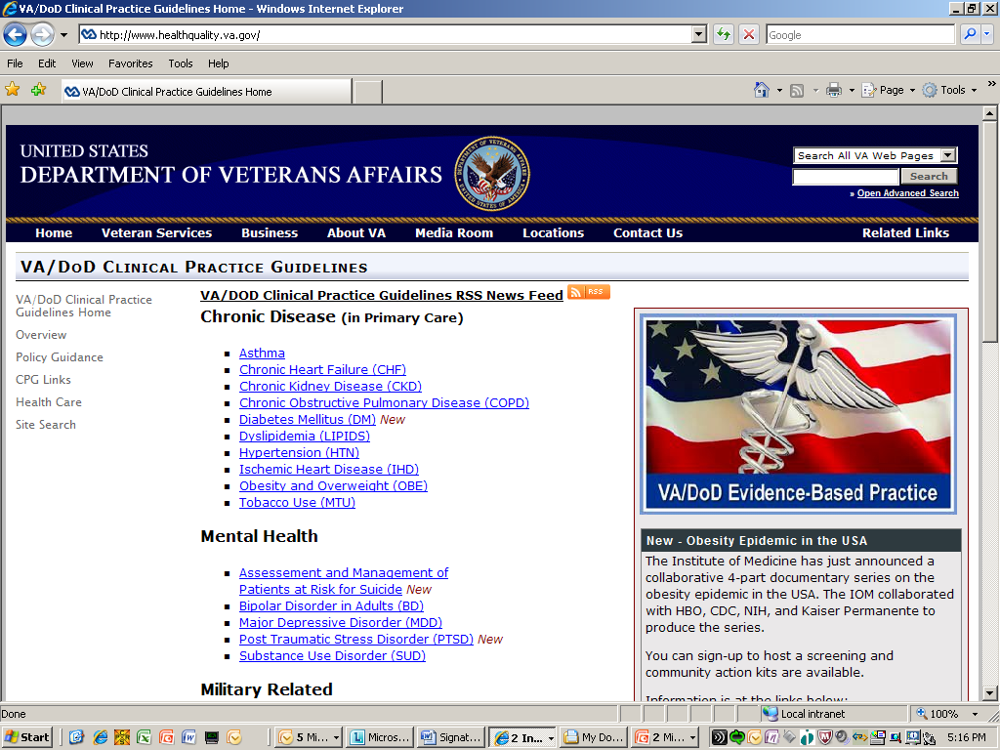 VA/DoD Clinical Practice Guidelines Home - Windows Internet Explorer
http://www.healthquality.va.gov/
Google
File Edit View Favorites Tools Help
VA/DoD Clinical Practice Guidelines Home
Page Tools
UNITED STATES
DEPARTMENT OF VETERANS AFFAIRS
Search All VA Web Pages
Search
» Open Advanced Search
Home Veteran Services Business About VA Media Room Locations Contact Us Related Links
VA/DoD Clinical Practice Guidelines
VA/DoD Clinical Practice
Guidelines Home
Overview
Policy Guidance
CPG Links
Health Care
Site Search
VA/DOD Clinical Practice Guidelines RSS News Feed RSS
Chronic Disease (in Primary Care)
Asthma
Chronic Heart Failure (CHF)
Chronic Kidney Disease (CKD)
Chronic Obstructive Pulmonary Disease (COPD)
Diabetes Mellitus (DM) New
Dyslipidemia (LIPIDS)
Hypertension (HTN)
Ischemic Heart Disease (IHD)
Obesity and Overweight (OBE)
Tobacco Use (MTU)
Mental Health
Assessement and Management of
Patients at Risk for Suicide New
Bipolar Disorder in Adults (BD)
Major Depressive Disorder (MDD)
Post Traumatic Stress Disorder (PTSD) New
Substance Use Disorder (SUD)
Military Related
VA/DoD Evidence-Based Practice
New - Obesity Epidemic in the USA
The Institute of Medicine has just announced a
collaborative 4-part documentary series on the
obesity epidemic in the USA. The IOM collaborated
with HBO, CDC, NIH, and Kaiser Permanente to
produce the series.
You can sign-up to host a screening and
community action kits are available.
Information is at the links below:
Done
Local intranet
100%
Start
5 Mi...
Micros...
Signat...
2 In...
My Do...
2 Mi...
5:16 PM